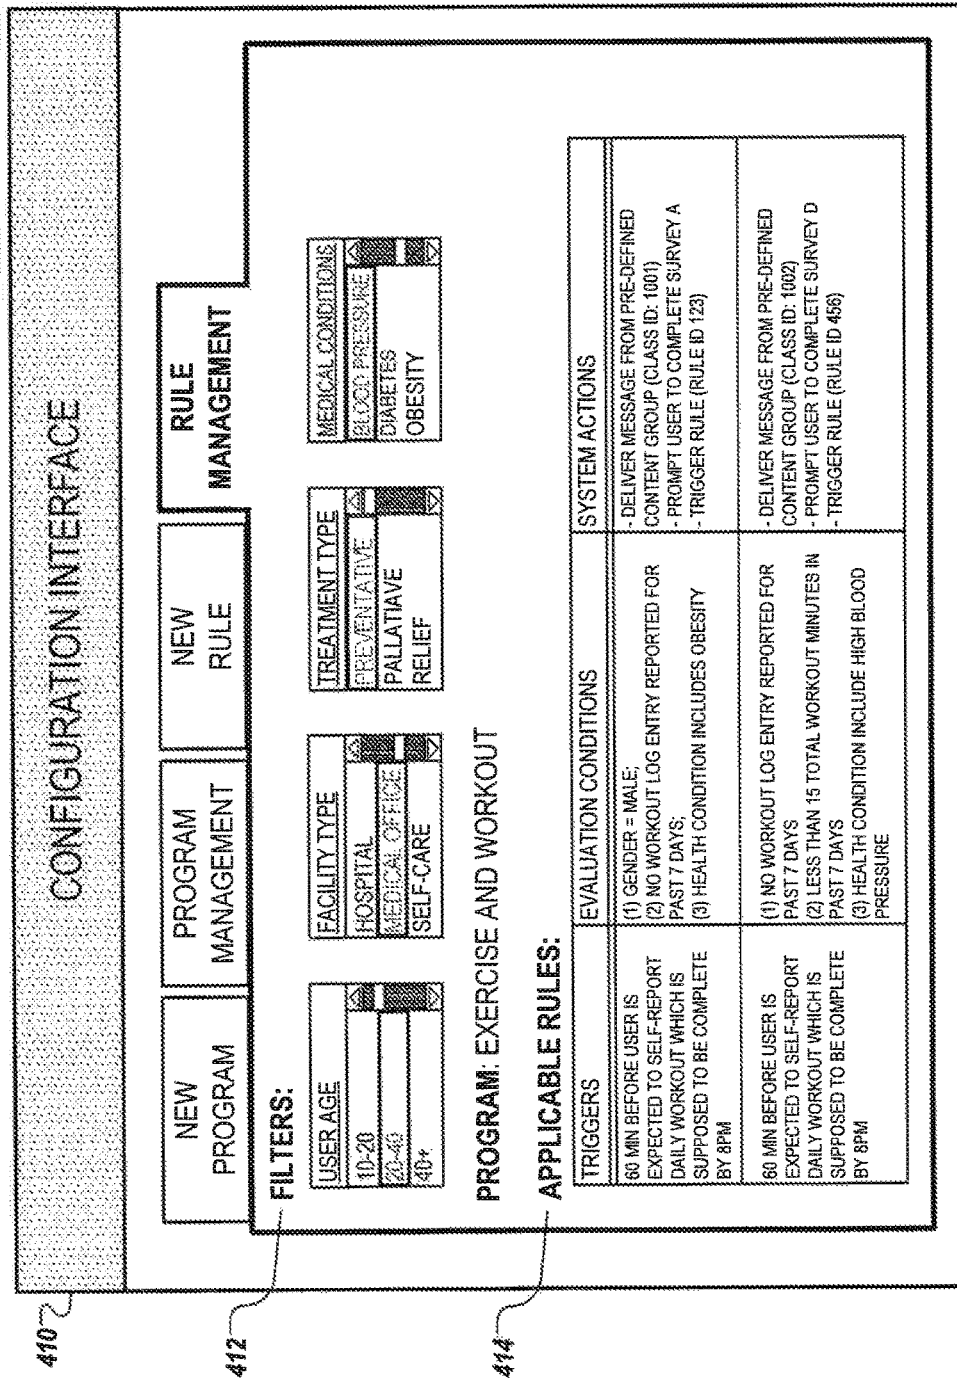 410
CONFIGURATION INTERFACE
NEW
PROGRAM
PROGRAM
MANAGEMENT
NEW
RULE
RULE
MANAGEMENT
412
FILTERS:
USER AGE
10-20
20-40
40+
FACILITY TYPE
HOSPITAL
MEDICAL OFFICE
SELF-CARE
TREATMENT TYPE
PREVENTATIVE
PALLATIAVE
RELIEF
MEDICAL CONDITIONS
BLOOD PRESSURE
DIABETES
OBESITY
PROGRAM: EXERCISE AND WORKOUT
414
APPLICABLE RULES:
TRIGGERS
EVALUATION CONDITIONS
SYSTEM ACTIONS
60 MIN BEFORE USER IS
EXPECTED TO SELF-REPORT
DAILY WORKOUT WHICH IS
SUPPOSED TO BE COMPLETE
BY 8PM
(1) GENDER = MALE;
(2) NO WORKOUT LOG ENTRY REPORTED FOR
PAST 7 DAYS;
(3) HEALTH CONDITION INCLUDES OBESITY
- DELIVER MESSAGE FROM PRE-DEFINED
CONTENT GROUP (CLASS ID: 1001)
- PROMPT USER TO COMPLETE SURVEY A
- TRIGGER RULE (RULE ID 123)
60 MIN BEFORE USER IS
EXPECTED TO SELF-REPORT
DAILY WORKOUT WHICH IS
SUPPOSED TO BE COMPLETE
BY 8PM
(1) NO WORKOUT LOG ENTRY REPORTED FOR
PAST 7 DAYS
(2) LESS THAN 15 TOTAL WORKOUT MINUTES IN
PAST 7 DAYS
(3) HEALTH CONDITION INCLUDE HIGH BLOOD
PRESSURE
- DELIVER MESSAGE FROM PRE-DEFINED
CONTENT GROUP (CLASS ID: 1002)
- PROMPT USER TO COMPLETE SURVEY D
- TRIGGER RULE (RULE ID 456)